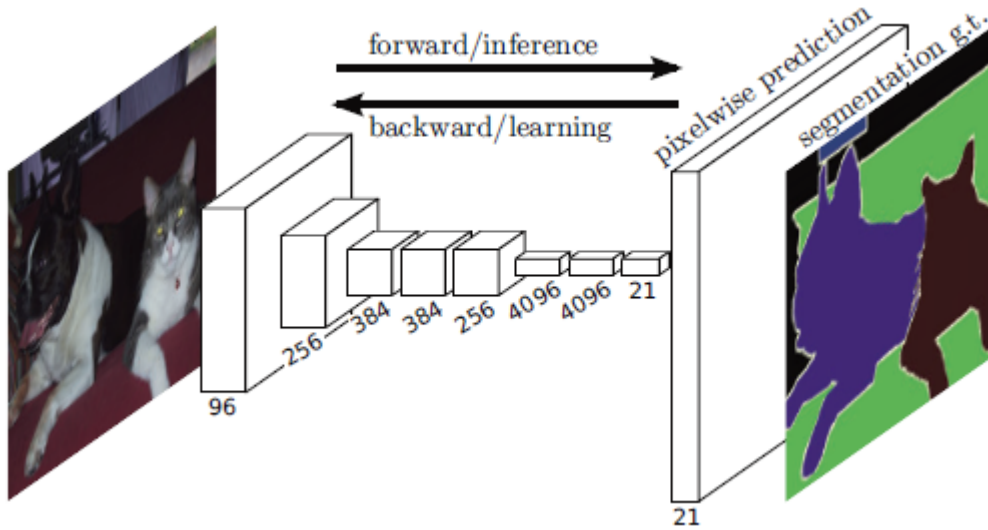 forward/inference
backward/learning
pixelwise prediction
segmentation g.t.
96
256
384
384
256
4096
4096
21
21